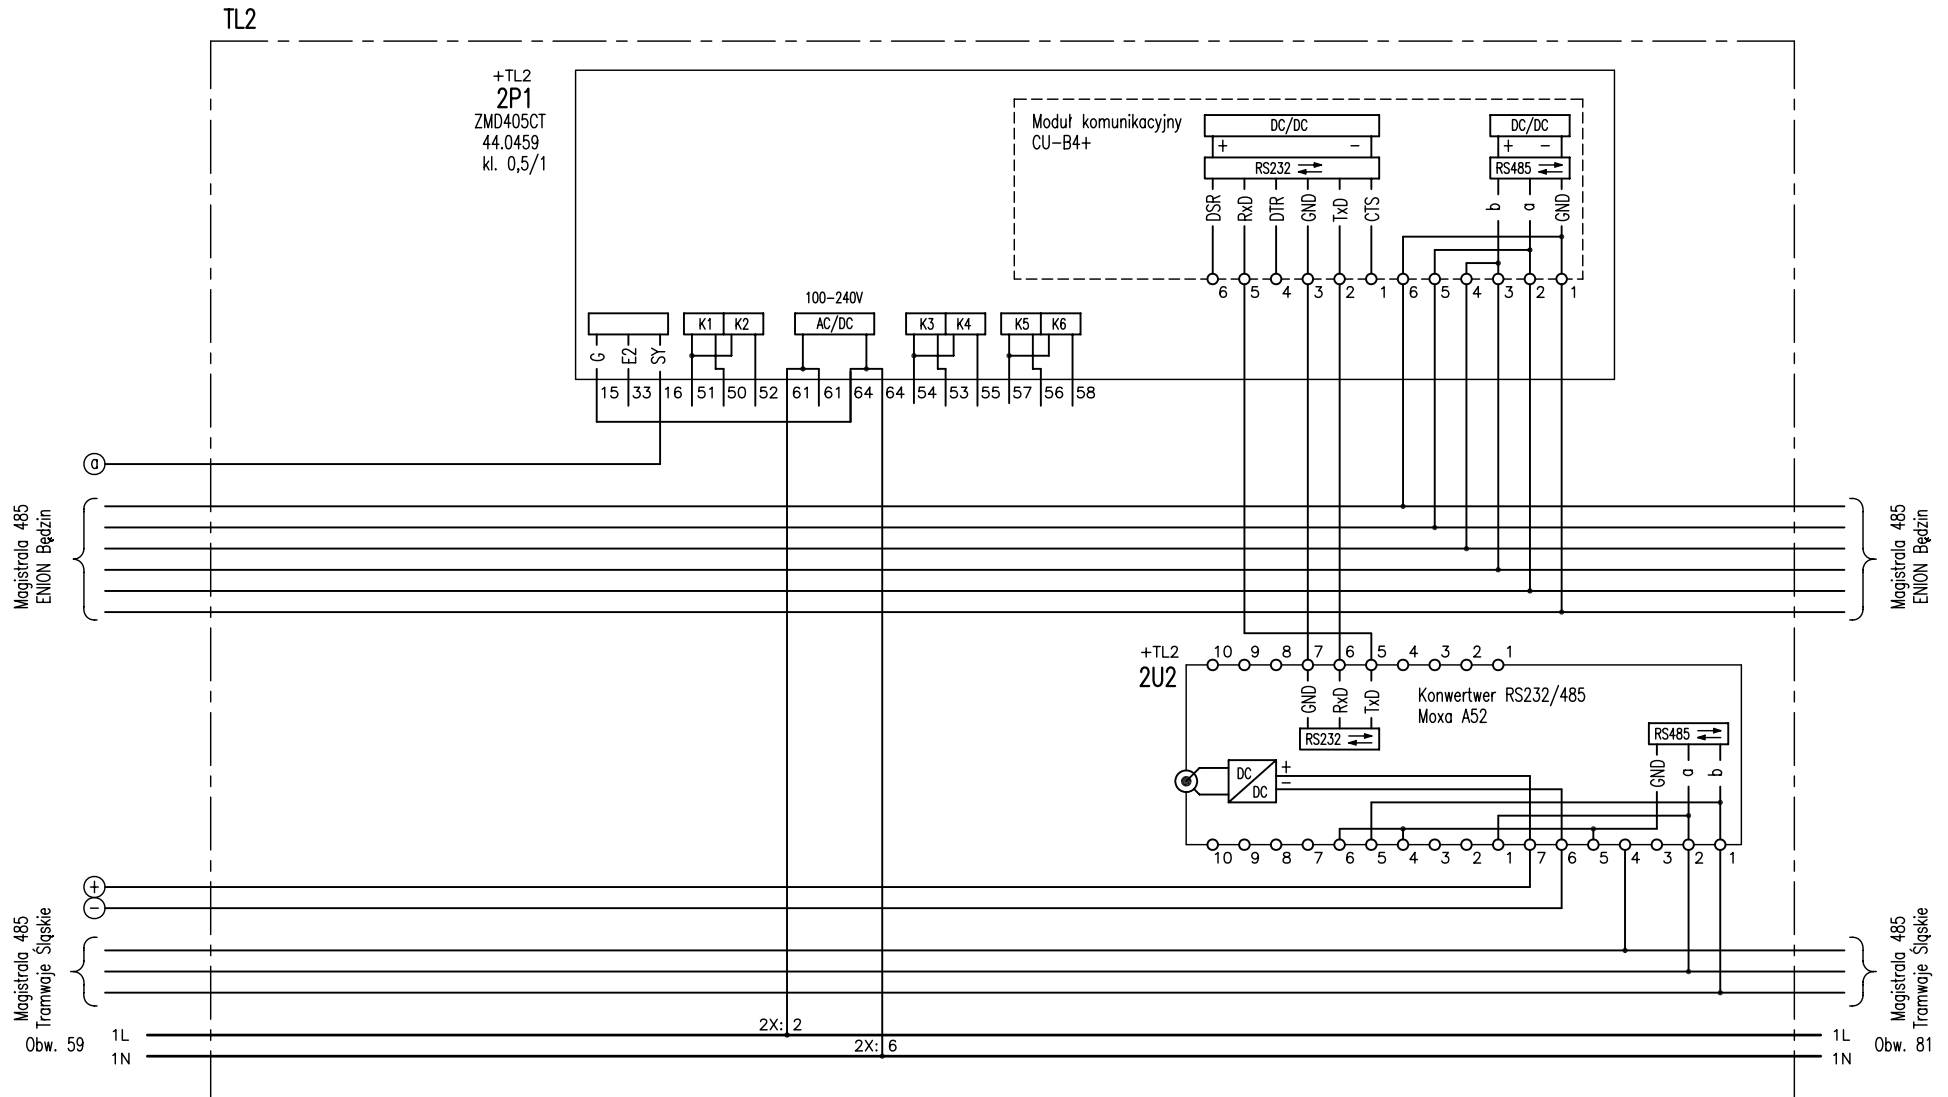 TL2
+TL2
2P1
ZMD405CT
44.0459
kl. 0,5/1
Moduł komunikacyjny
CU-B4+
DC/DC
+ -
RS232
DSR RxD DTR GND TxD CTS
DC/DC
+ -
RS485
b a GND
6 5 4 3 2 1 6 5 4 3 2 1
100-240V
K1 K2 AC/DC K3 K4 K5 K6
G E2 SY
15 33 16 51 50 52 61 61 64 64 54 53 55 57 56 58
a
Magistrala 485
ENION Będzin
Magistrala 485
ENION Będzin
+TL2
2U2
10 9 8 7 6 5 4 3 2 1
GND RxD TxD
RS232
Konwertwer RS232/485
Moxa A52
RS485
GND a b
DC
DC
+
-
10 9 8 7 6 5 4 3 2 1 7 6 5 4 3 2 1
+
-
Magistrala 485
Tramwaje Śląskie
Magistrala 485
Tramwaje Śląskie
2X: 2
2X: 6
Obw. 59
1L
1N
1L
1N
Obw. 81